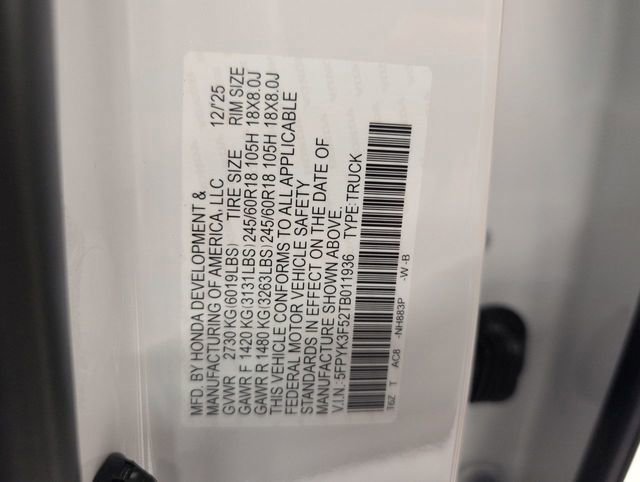 MFD. BY HONDA DEVELOPMENT &
MANUFACTURING OF AMERICA, LLC 12/'25
GVWR 2730 KG(6019LBS) TIRE SIZE RIM SIZE
GAWR F 1420 KG(3131LBS) 245/60R18 105H 18X8.0J
GAWR R 1480 KG(3263LBS) 245/60R18 105H 18X8.0J
THIS VEHICLE CONFORMS TO ALL APPLICABLE
FEDERAL MOTOR VEHICLE SAFETY
STANDARDS IN EFFECT ON THE DATE OF
MANUFACTURE SHOWN ABOVE.
V.I.N.:5FPYK3F52TB011936 TYPE:TRUCK
T6Z T AC8 -NH883P -W -B